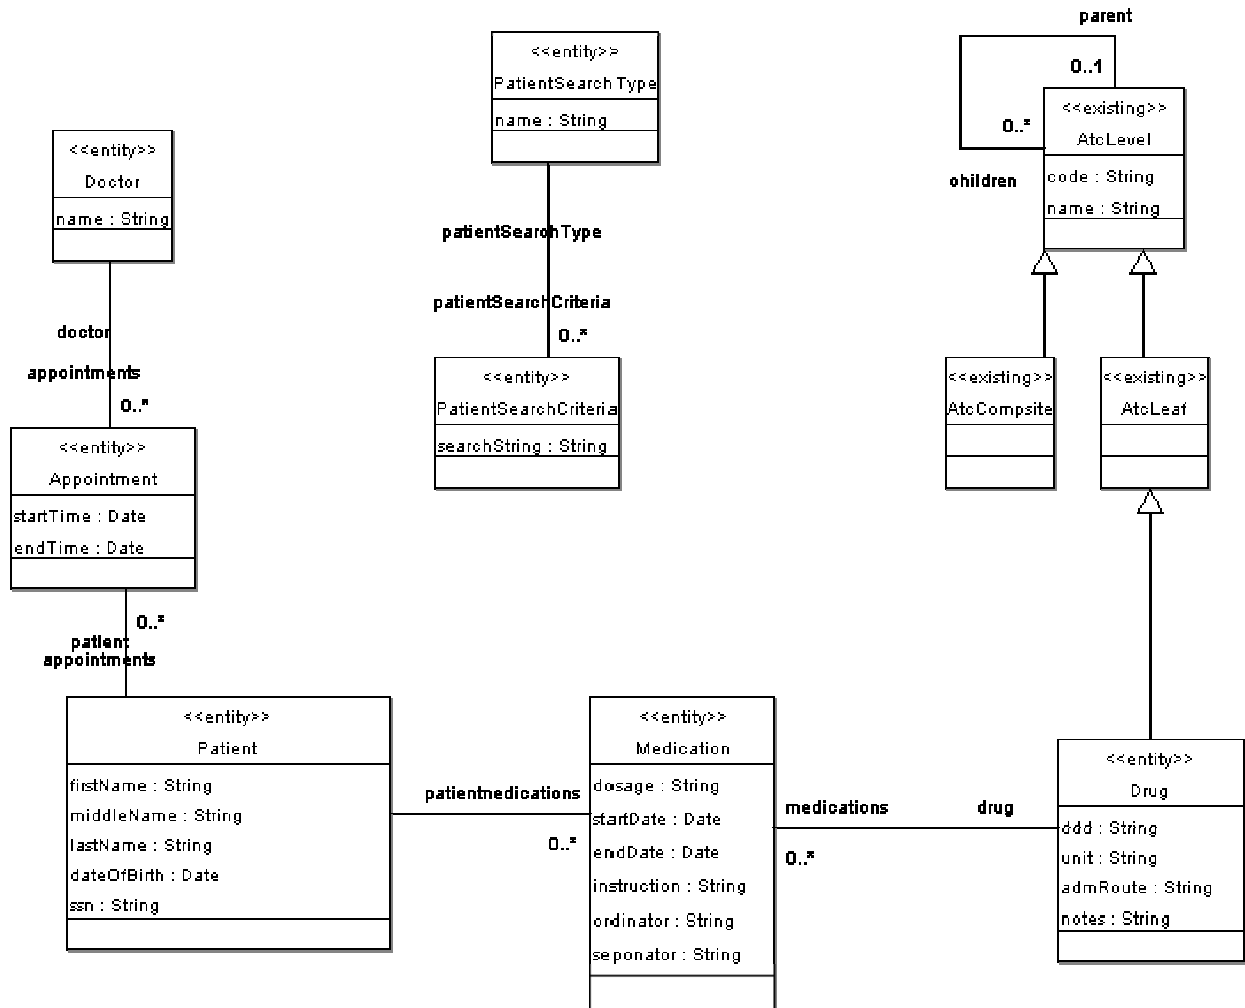 parent
0..1
0..*
children
<<existing>>
AtcLevel
code : String
name : String
<<entity>>
PatientSearchType
name : String
patientSearchType
patientSearchCriteria
0..*
<<entity>>
PatientSearchCriteria
searchString : String
<<entity>>
Doctor
name : String
doctor
appointments
0..*
<<entity>>
Appointment
startTime : Date
endTime : Date
0..*
patient
appointments
<<existing>>
AtcCompsite
<<existing>>
AtcLeaf
<<entity>>
Patient
firstName : String
middleName : String
lastName : String
dateOfBirth : Date
ssn : String
patientmedications
0..*
<<entity>>
Medication
dosage : String
startDate : Date
endDate : Date
instruction : String
ordinator : String
seponator : String
medications
0..*
drug
<<entity>>
Drug
ddd : String
unit : String
admRoute : String
notes : String